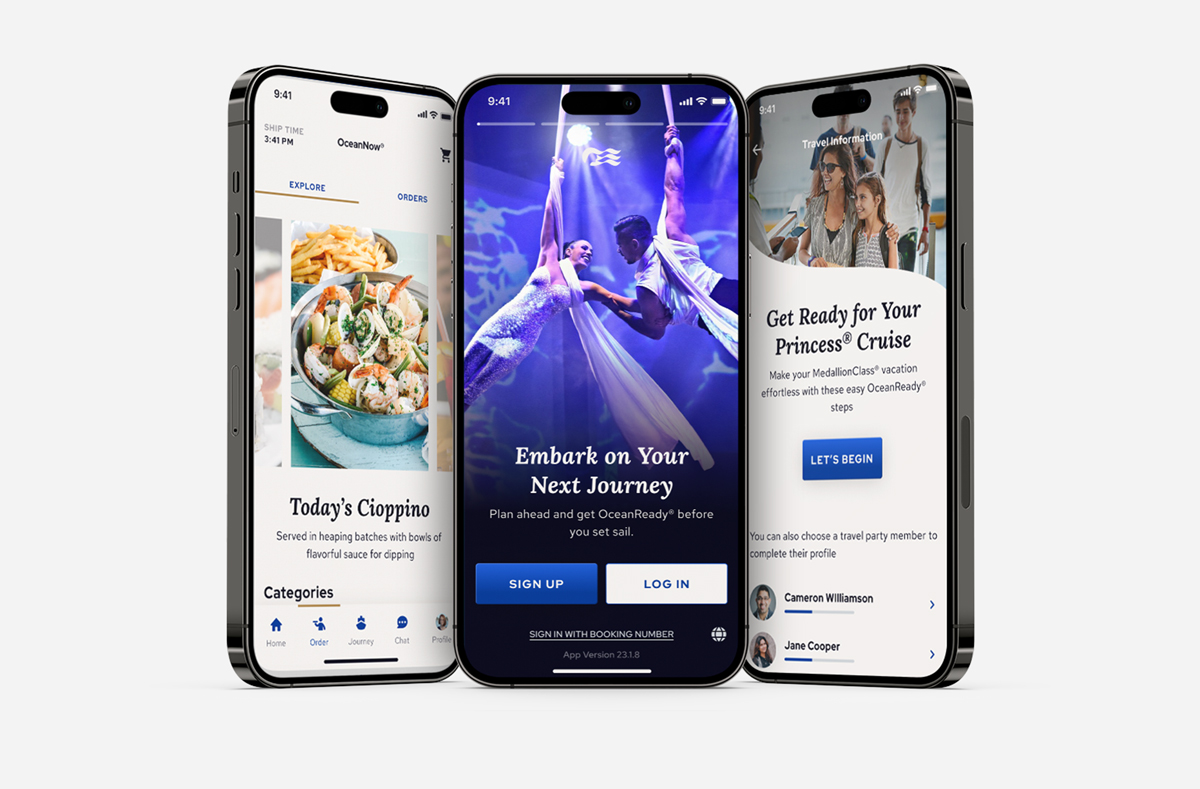 9:41
SHIP TIME
3:41 PM
OceanNow®
EXPLORE
ORDERS
Today's Cioppino
Served in heaping batches with bowls of
flavorful sauce for dipping
Categories
Home
Order
Journey
Chat
Profile
9:41
Embark on Your
Next Journey
Plan ahead and get OceanReady® before
you set sail.
SIGN UP
LOG IN
SIGN IN WITH BOOKING NUMBER
App Version 23.1.8
9:41
Travel Information
Get Ready for Your
Princess® Cruise
Make your MedallionClass® vacation
effortless with these easy OceanReady®
steps
LET'S BEGIN
You can also choose a travel party member to
complete their profile
Cameron Williamson
Jane Cooper